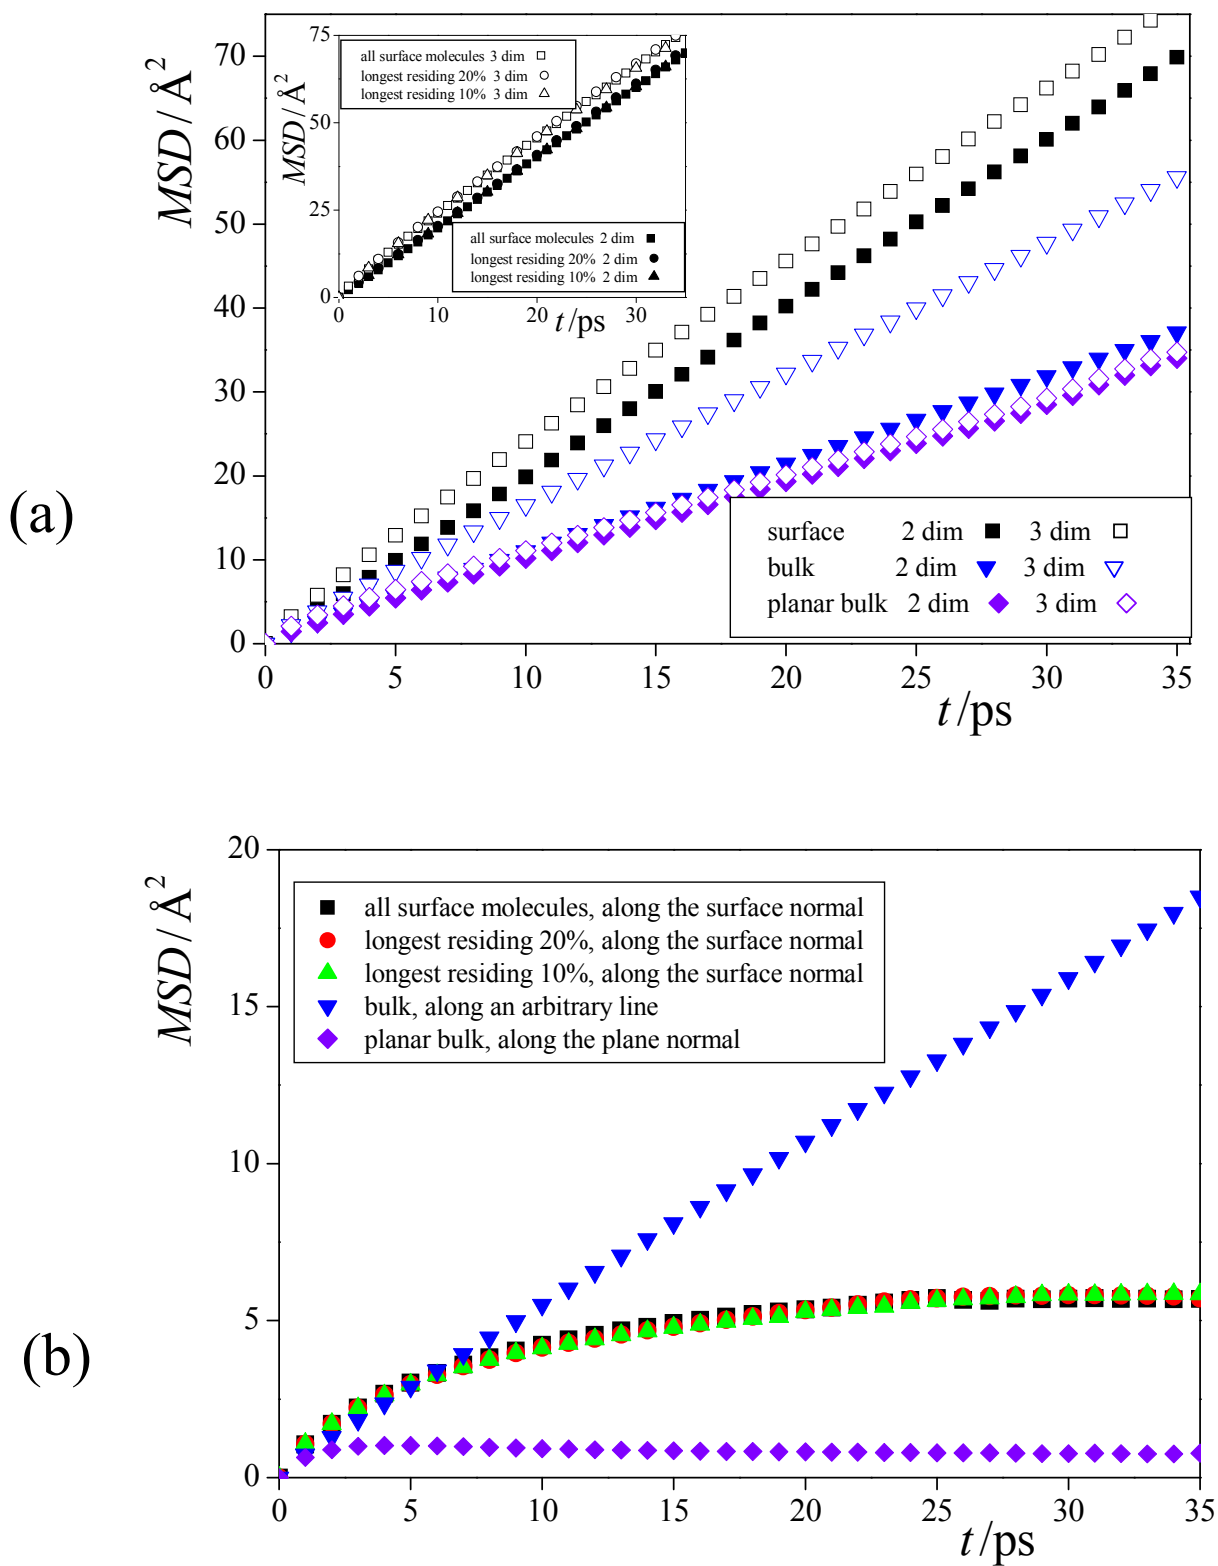 (a)
MSD / Å²
70
60
50
40
30
20
10
0
0 5 10 15 20 25 30 35
t /ps
MSD / Å²
75
50
25
0
0 10 20 30
t /ps
all surface molecules 3 dim
longest residing 20% 3 dim
longest residing 10% 3 dim
all surface molecules 2 dim
longest residing 20% 2 dim
longest residing 10% 2 dim
surface 2 dim 3 dim
bulk 2 dim 3 dim
planar bulk 2 dim 3 dim
(b)
MSD / Å²
20
15
10
5
0
0 5 10 15 20 25 30 35
t /ps
all surface molecules, along the surface normal
longest residing 20%, along the surface normal
longest residing 10%, along the surface normal
bulk, along an arbitrary line
planar bulk, along the plane normal